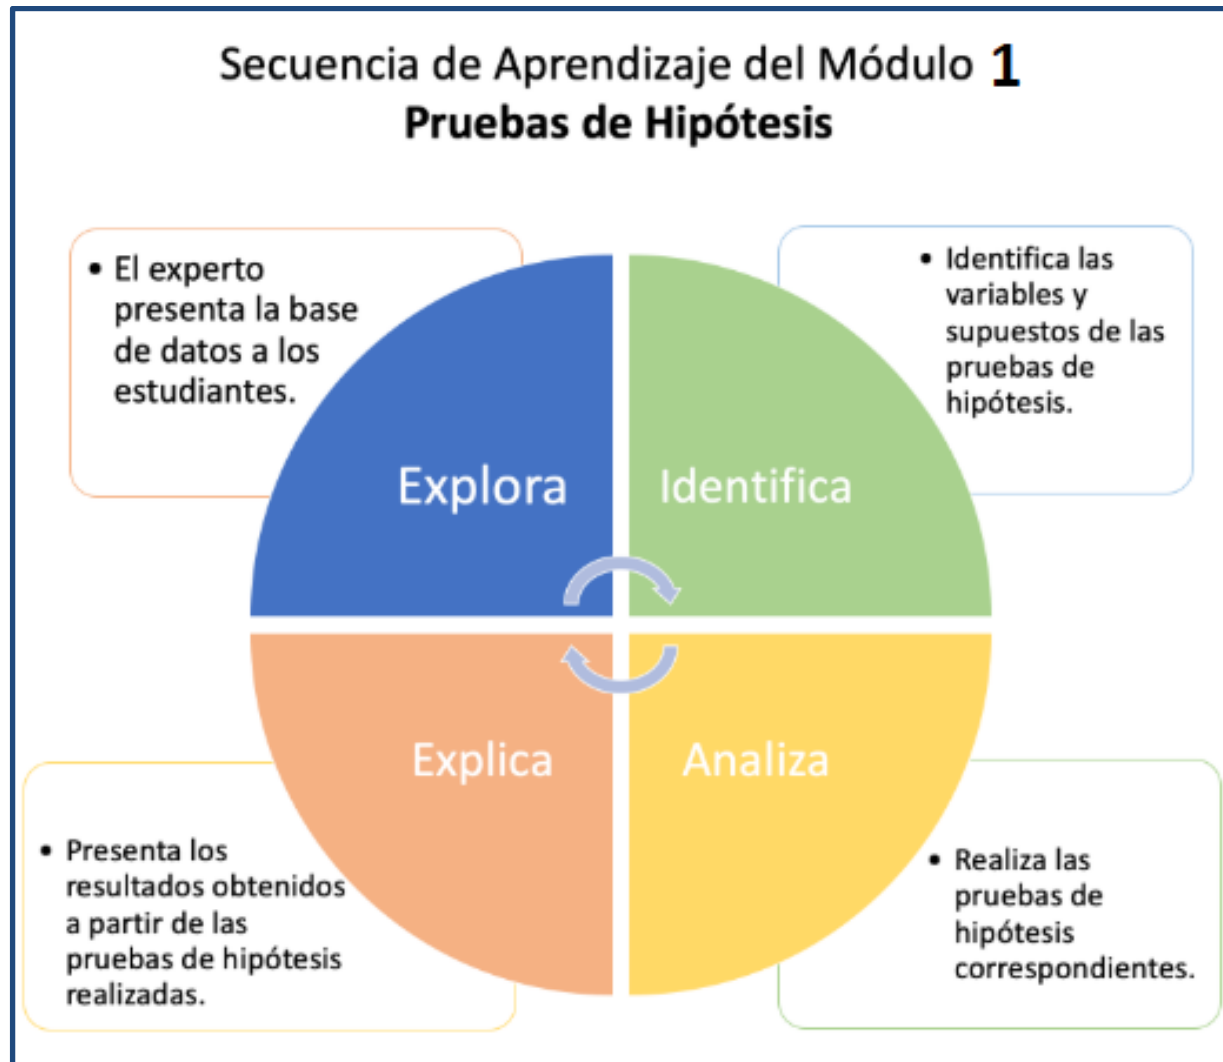 Secuencia de Aprendizaje del Módulo 1
Pruebas de Hipótesis
• El experto
presenta la base
de datos a los
estudiantes.
• Identifica las
variables y
supuestos de las
pruebas de
hipótesis.
Explora
Identifica
Explica
Analiza
• Presenta los
resultados obtenidos
a partir de las
pruebas de hipótesis
realizadas.
• Realiza las
pruebas de
hipótesis
correspondientes.